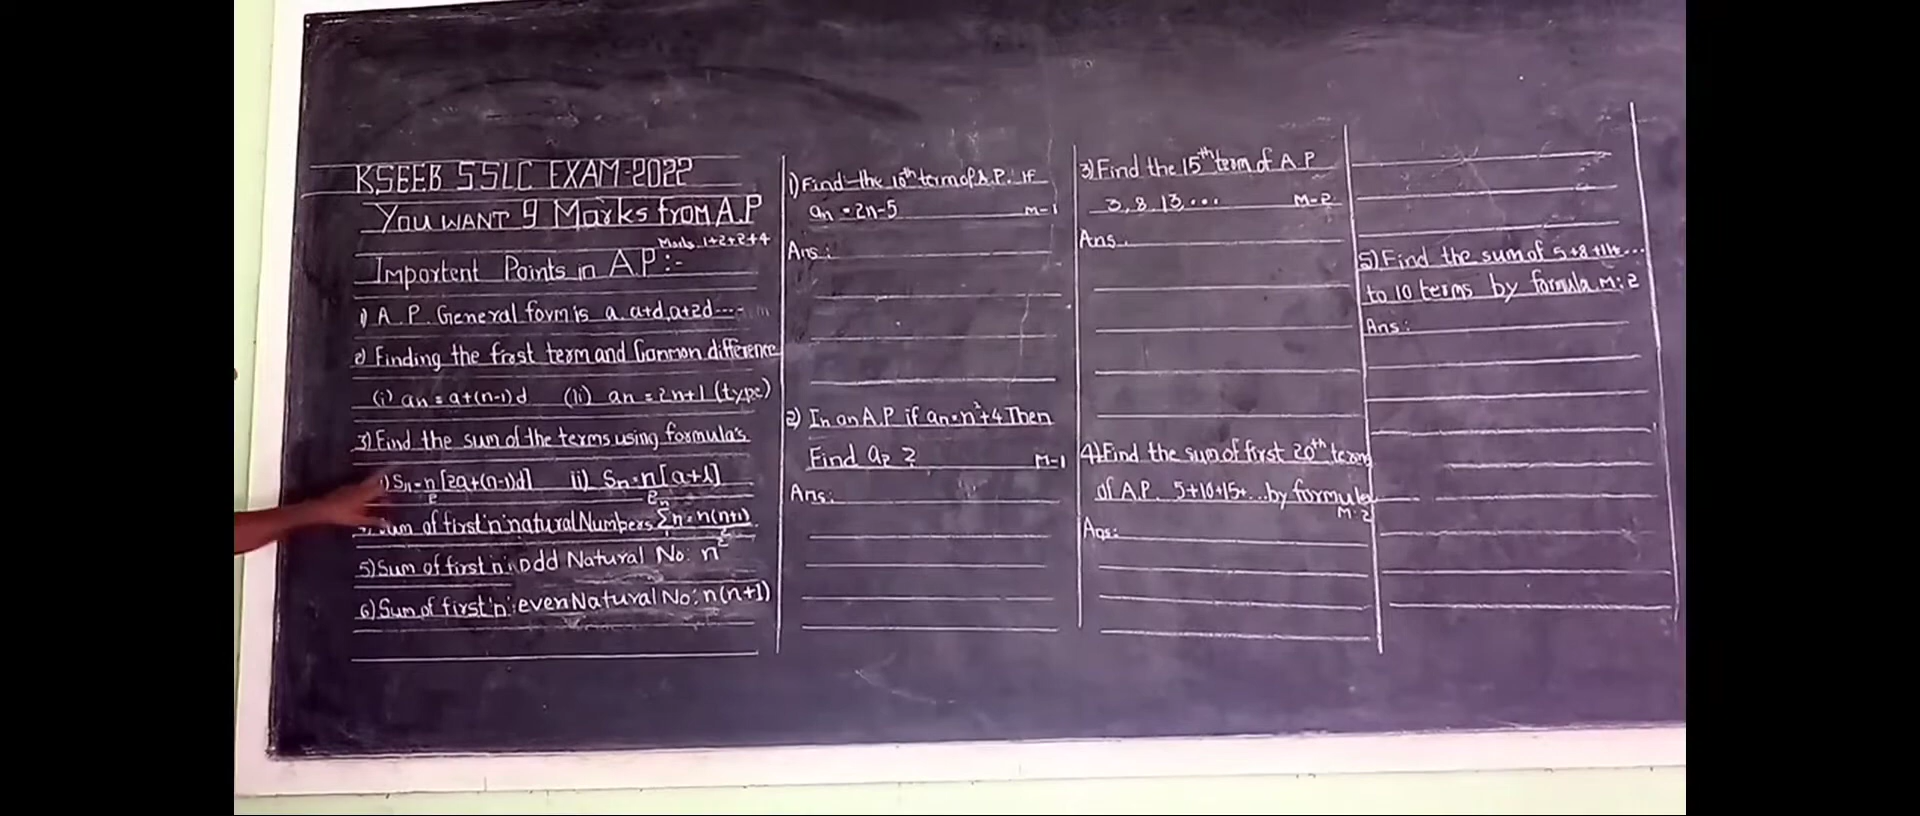 KSEEB SSLC EXAM-2022
YOU WANT 9 Marks from A.P
Marks 1+2+2+4
Importent Points in A.P:-
1) A.P. General form is a, a+d, a+2d----
2) Finding the frost term and Common difference
(i) an = a+(n-1)d (ii) an = 2n+1 (type)
3) Find the sum of the terms using formula's
i) Sn = n/2 [2a+(n-1)d] ii) Sn = n/2 [a+l]
Sum of first 'n' natural Numbers Σn = n(n+1)/2
5) Sum of first 'n' Odd Natural No: n²
6) Sum of first 'n' even Natural No: n(n+1)
1) Find the 10th term of A.P. if
an = 2n-5 M-1
Ans:
2) In an A.P if an = n²+4 Then
Find a2 ? M-1
Ans:
3) Find the 15th term of A.P
3, 8, 13, ... M-2
Ans.
4) Find the sum of first 20th terms
of A.P. 5+10+15+... by formula
M:2
Ans:
5) Find the sum of 5+8+11+...
to 10 terms by formula M:2
Ans: